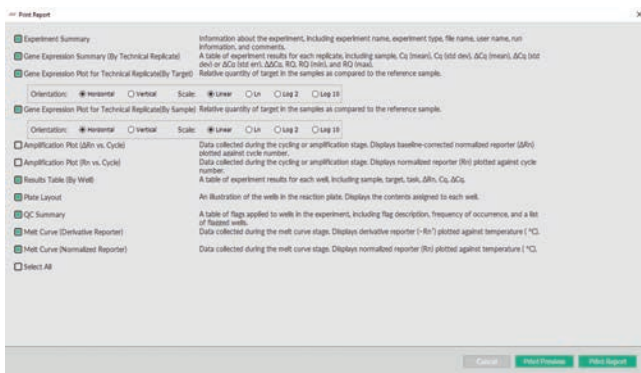 Print Report
Experiment Summary
Information about the experiment, including experiment name, experiment type, file name, user name, run
information, and comments.
Gene Expression Summary (By Technical Replicate)
A table of experiment results for each replicate, including sample, Cq (mean), Cq (std dev), ΔCq (mean), ΔCq (std
dev) or ΔCq (std err), ΔΔCq, RQ, RQ (min), and RQ (max).
Gene Expression Plot for Technical Replicate(By Target) Relative quantity of target in the samples as compared to the reference sample.
Orientation: Horizontal Vertical Scale: Linear Ln Log 2 Log 10
Gene Expression Plot for Technical Replicate(By Sample) Relative quantity of target in the samples as compared to the reference sample.
Orientation: Horizontal Vertical Scale: Linear Ln Log 2 Log 10
Amplification Plot (ΔRn vs. Cycle)
Data collected during the cycling or amplification stage. Displays baseline-corrected normalized reporter (ΔRn)
plotted against cycle number.
Amplification Plot (Rn vs. Cycle)
Data collected during the cycling or amplification stage. Displays normalized reporter (Rn) plotted against cycle
number.
Results Table (By Well)
A table of experiment results for each well, including sample, target, task, ΔRn, Cq, ΔCq.
Plate Layout
An illustration of the wells in the reaction plate. Displays the contents assigned to each well.
QC Summary
A table of flags applied to wells in the experiment, including flag description, frequency of occurrence, and a list
of flagged wells.
Melt Curve (Derivative Reporter)
Data collected during the melt curve stage. Displays derivative reporter (-Rn') plotted against temperature ( °C).
Melt Curve (Normalized Reporter)
Data collected during the melt curve stage. Displays normalized reporter (Rn) plotted against temperature ( °C).
Select All
Cancel Print Preview Print Report